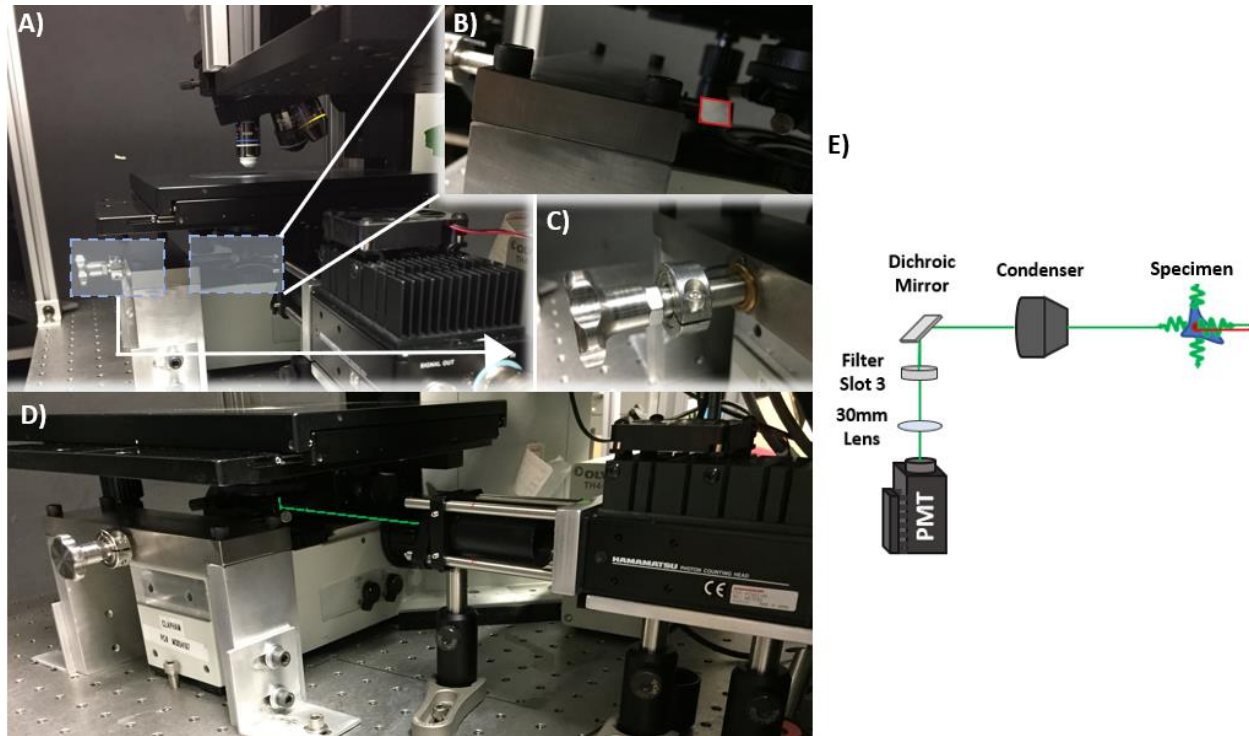 A)
B)
SIGNAL OUT
C)
D)
HAMAMATSU PHOTON COUNTING HEAD
CE
E)
Dichroic
Mirror
Condenser
Specimen
Filter
Slot 3
30mm
Lens
PMT